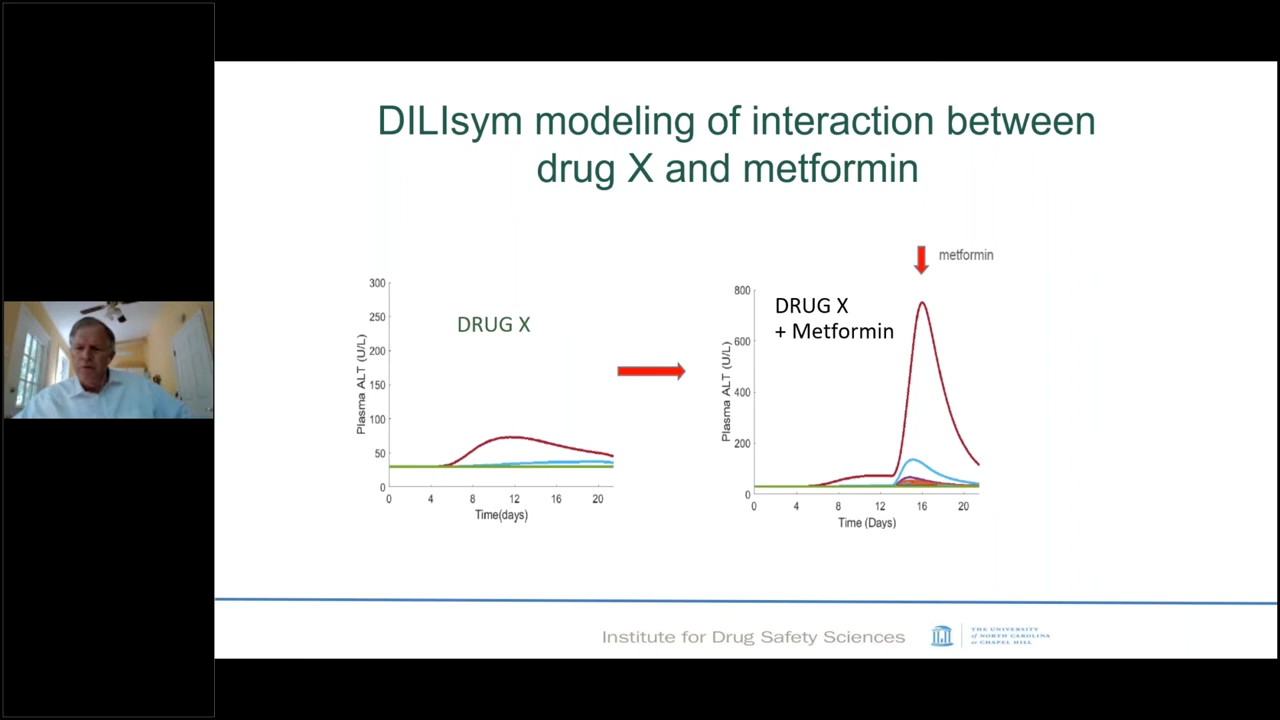 DILIsym modeling of interaction between
drug X and metformin
DRUG X
Plasma ALT (U/L)
300
250
200
150
100
50
0
0 4 8 12 16 20
Time(days)
metformin
DRUG X
+ Metformin
Plasma ALT (U/L)
800
600
400
200
0
0 4 8 12 16 20
Time (Days)
Institute for Drug Safety Sciences
THE UNIVERSITY
of NORTH CAROLINA
at CHAPEL HILL